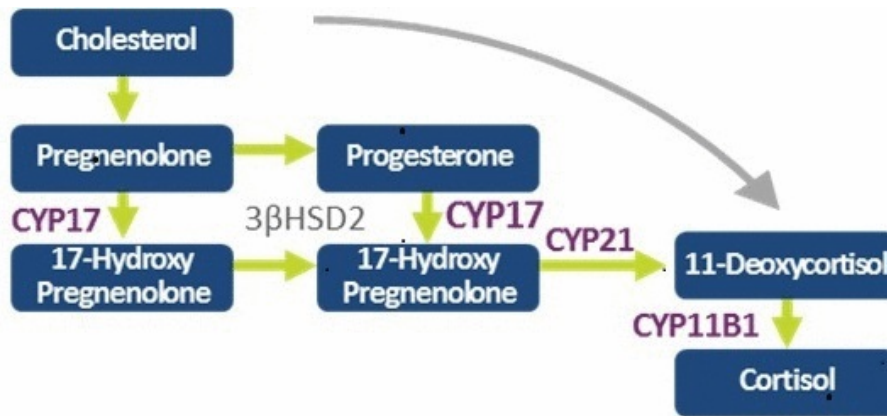 Cholesterol
Pregnenolone
Progesterone
CYP17
3βHSD2
CYP17
CYP21
17-Hydroxy
Pregnenolone
17-Hydroxy
Pregnenolone
11-Deoxycortisol
CYP11B1
Cortisol